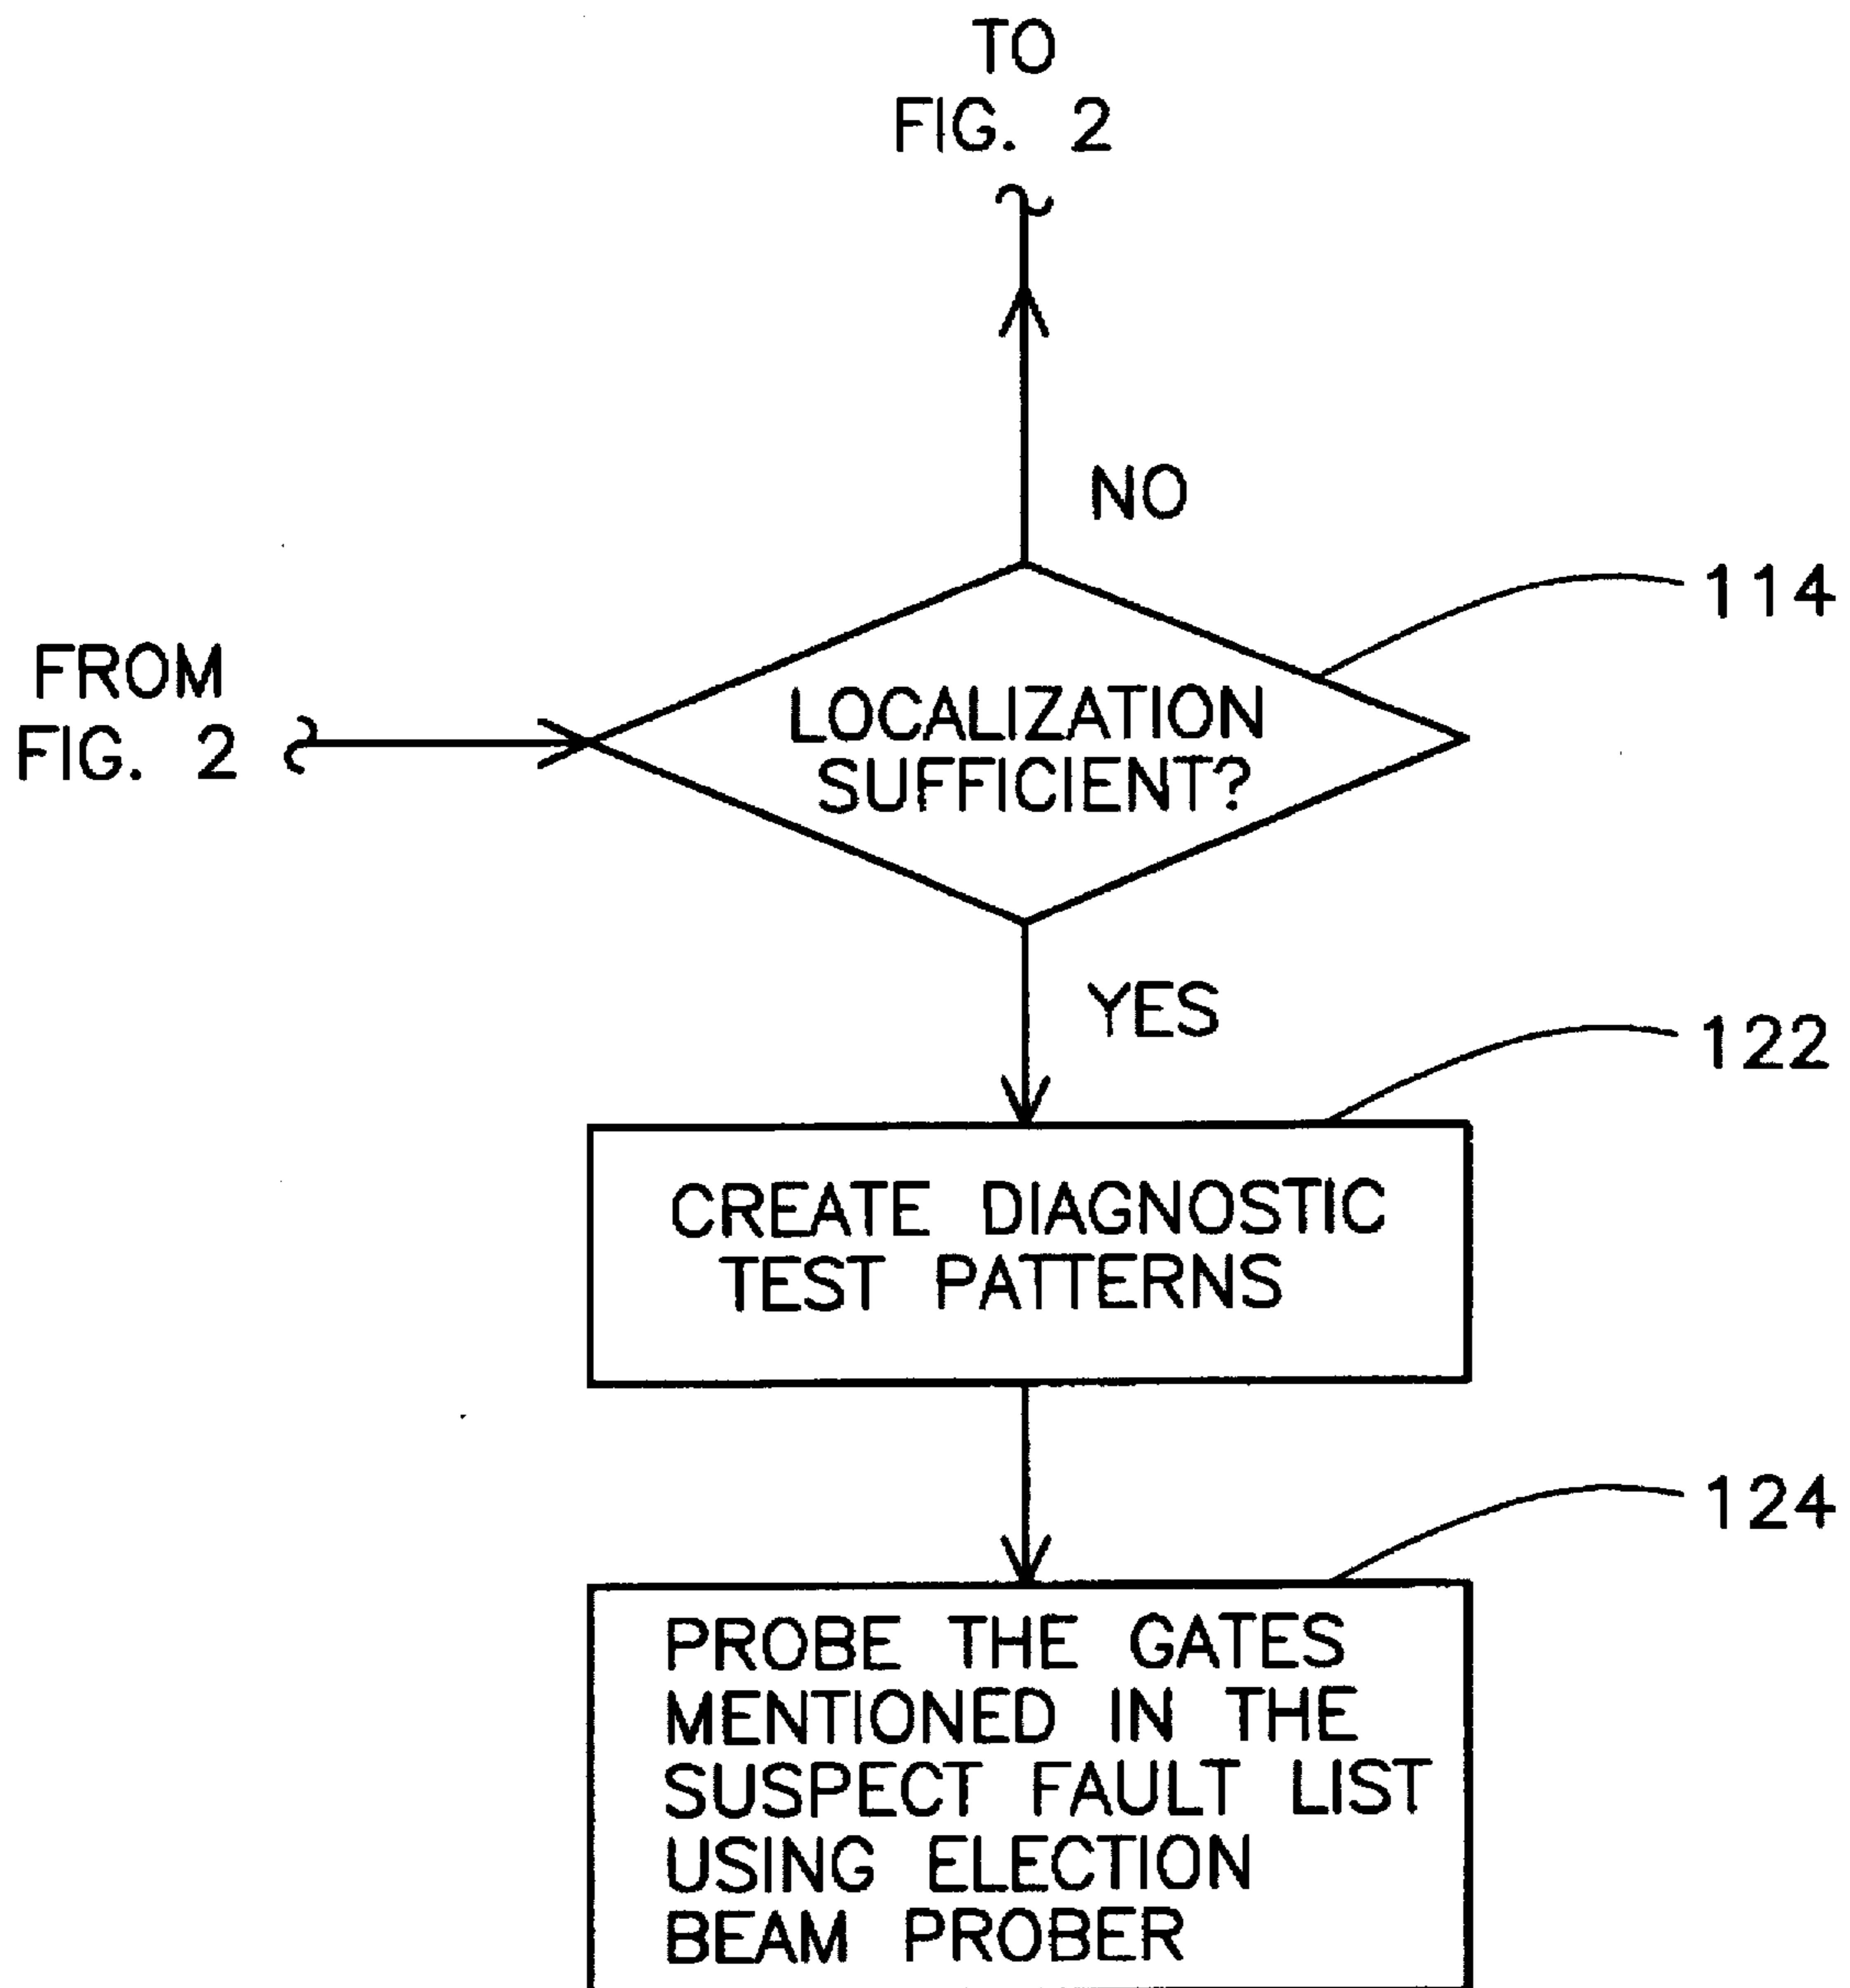 TO
FIG. 2
NO
114
FROM
FIG. 2
LOCALIZATION
SUFFICIENT?
YES
122
CREATE DIAGNOSTIC
TEST PATTERNS
124
PROBE THE GATES
MENTIONED IN THE
SUSPECT FAULT LIST
USING ELECTION
BEAM PROBER